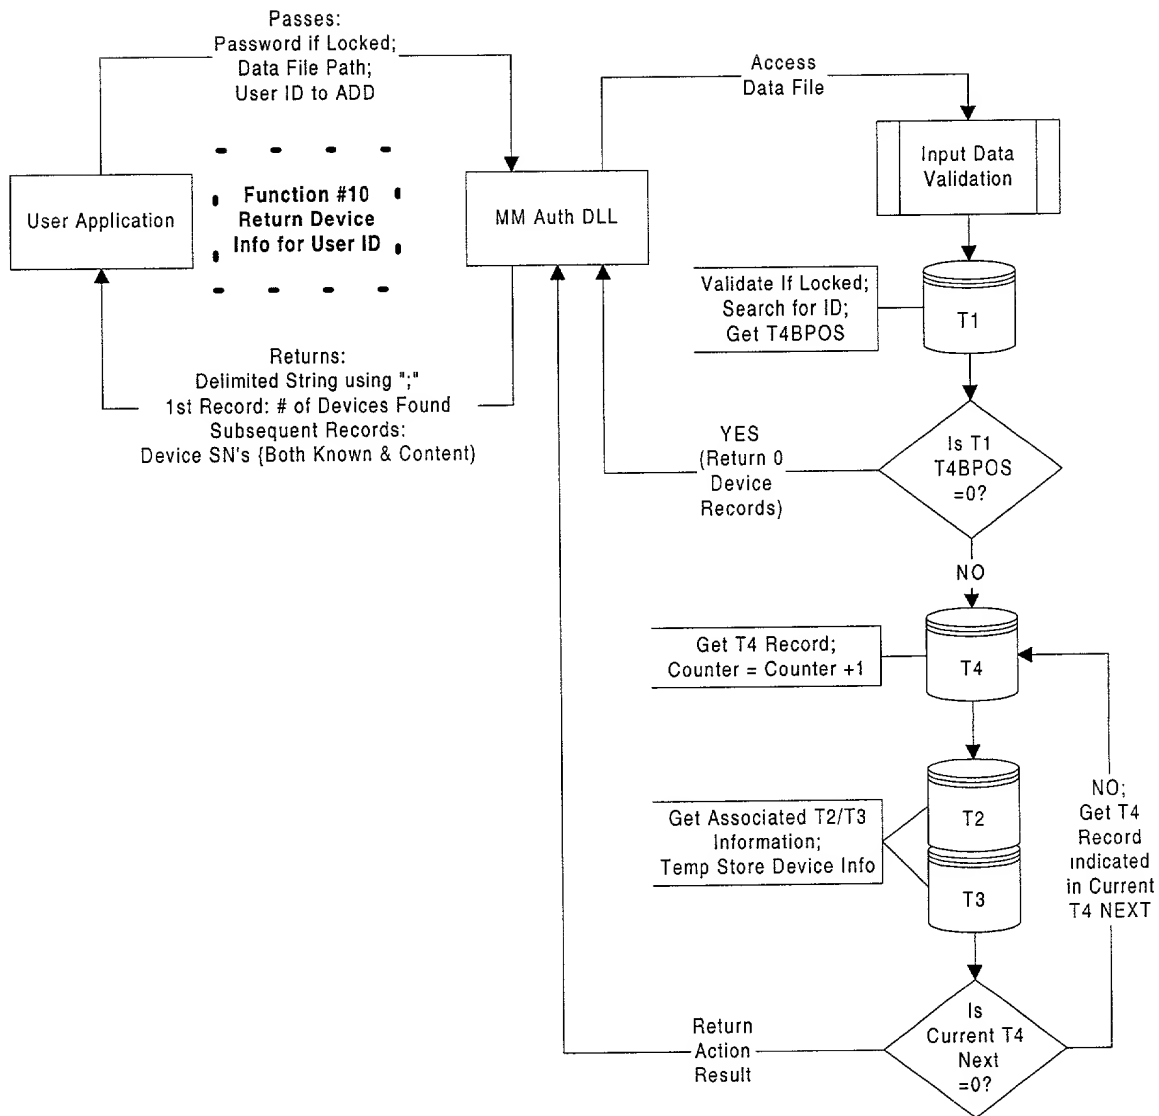 Passes:
Password if Locked;
Data File Path;
User ID to ADD
Access
Data File
Input Data
Validation
User Application
Function #10
Return Device
Info for User ID
MM Auth DLL
Validate If Locked;
Search for ID;
Get T4BPOS
T1
Returns:
Delimited String using ";"
1st Record: # of Devices Found
Subsequent Records:
Device SN's {Both Known & Content)
YES
(Return 0
Device
Records)
Is T1
T4BPOS
=0?
NO
Get T4 Record;
Counter = Counter +1
T4
Get Associated T2/T3
Information;
Temp Store Device Info
T2
T3
NO;
Get T4
Record
indicated
in Current
T4 NEXT
Return
Action
Result
Is
Current T4
Next
=0?